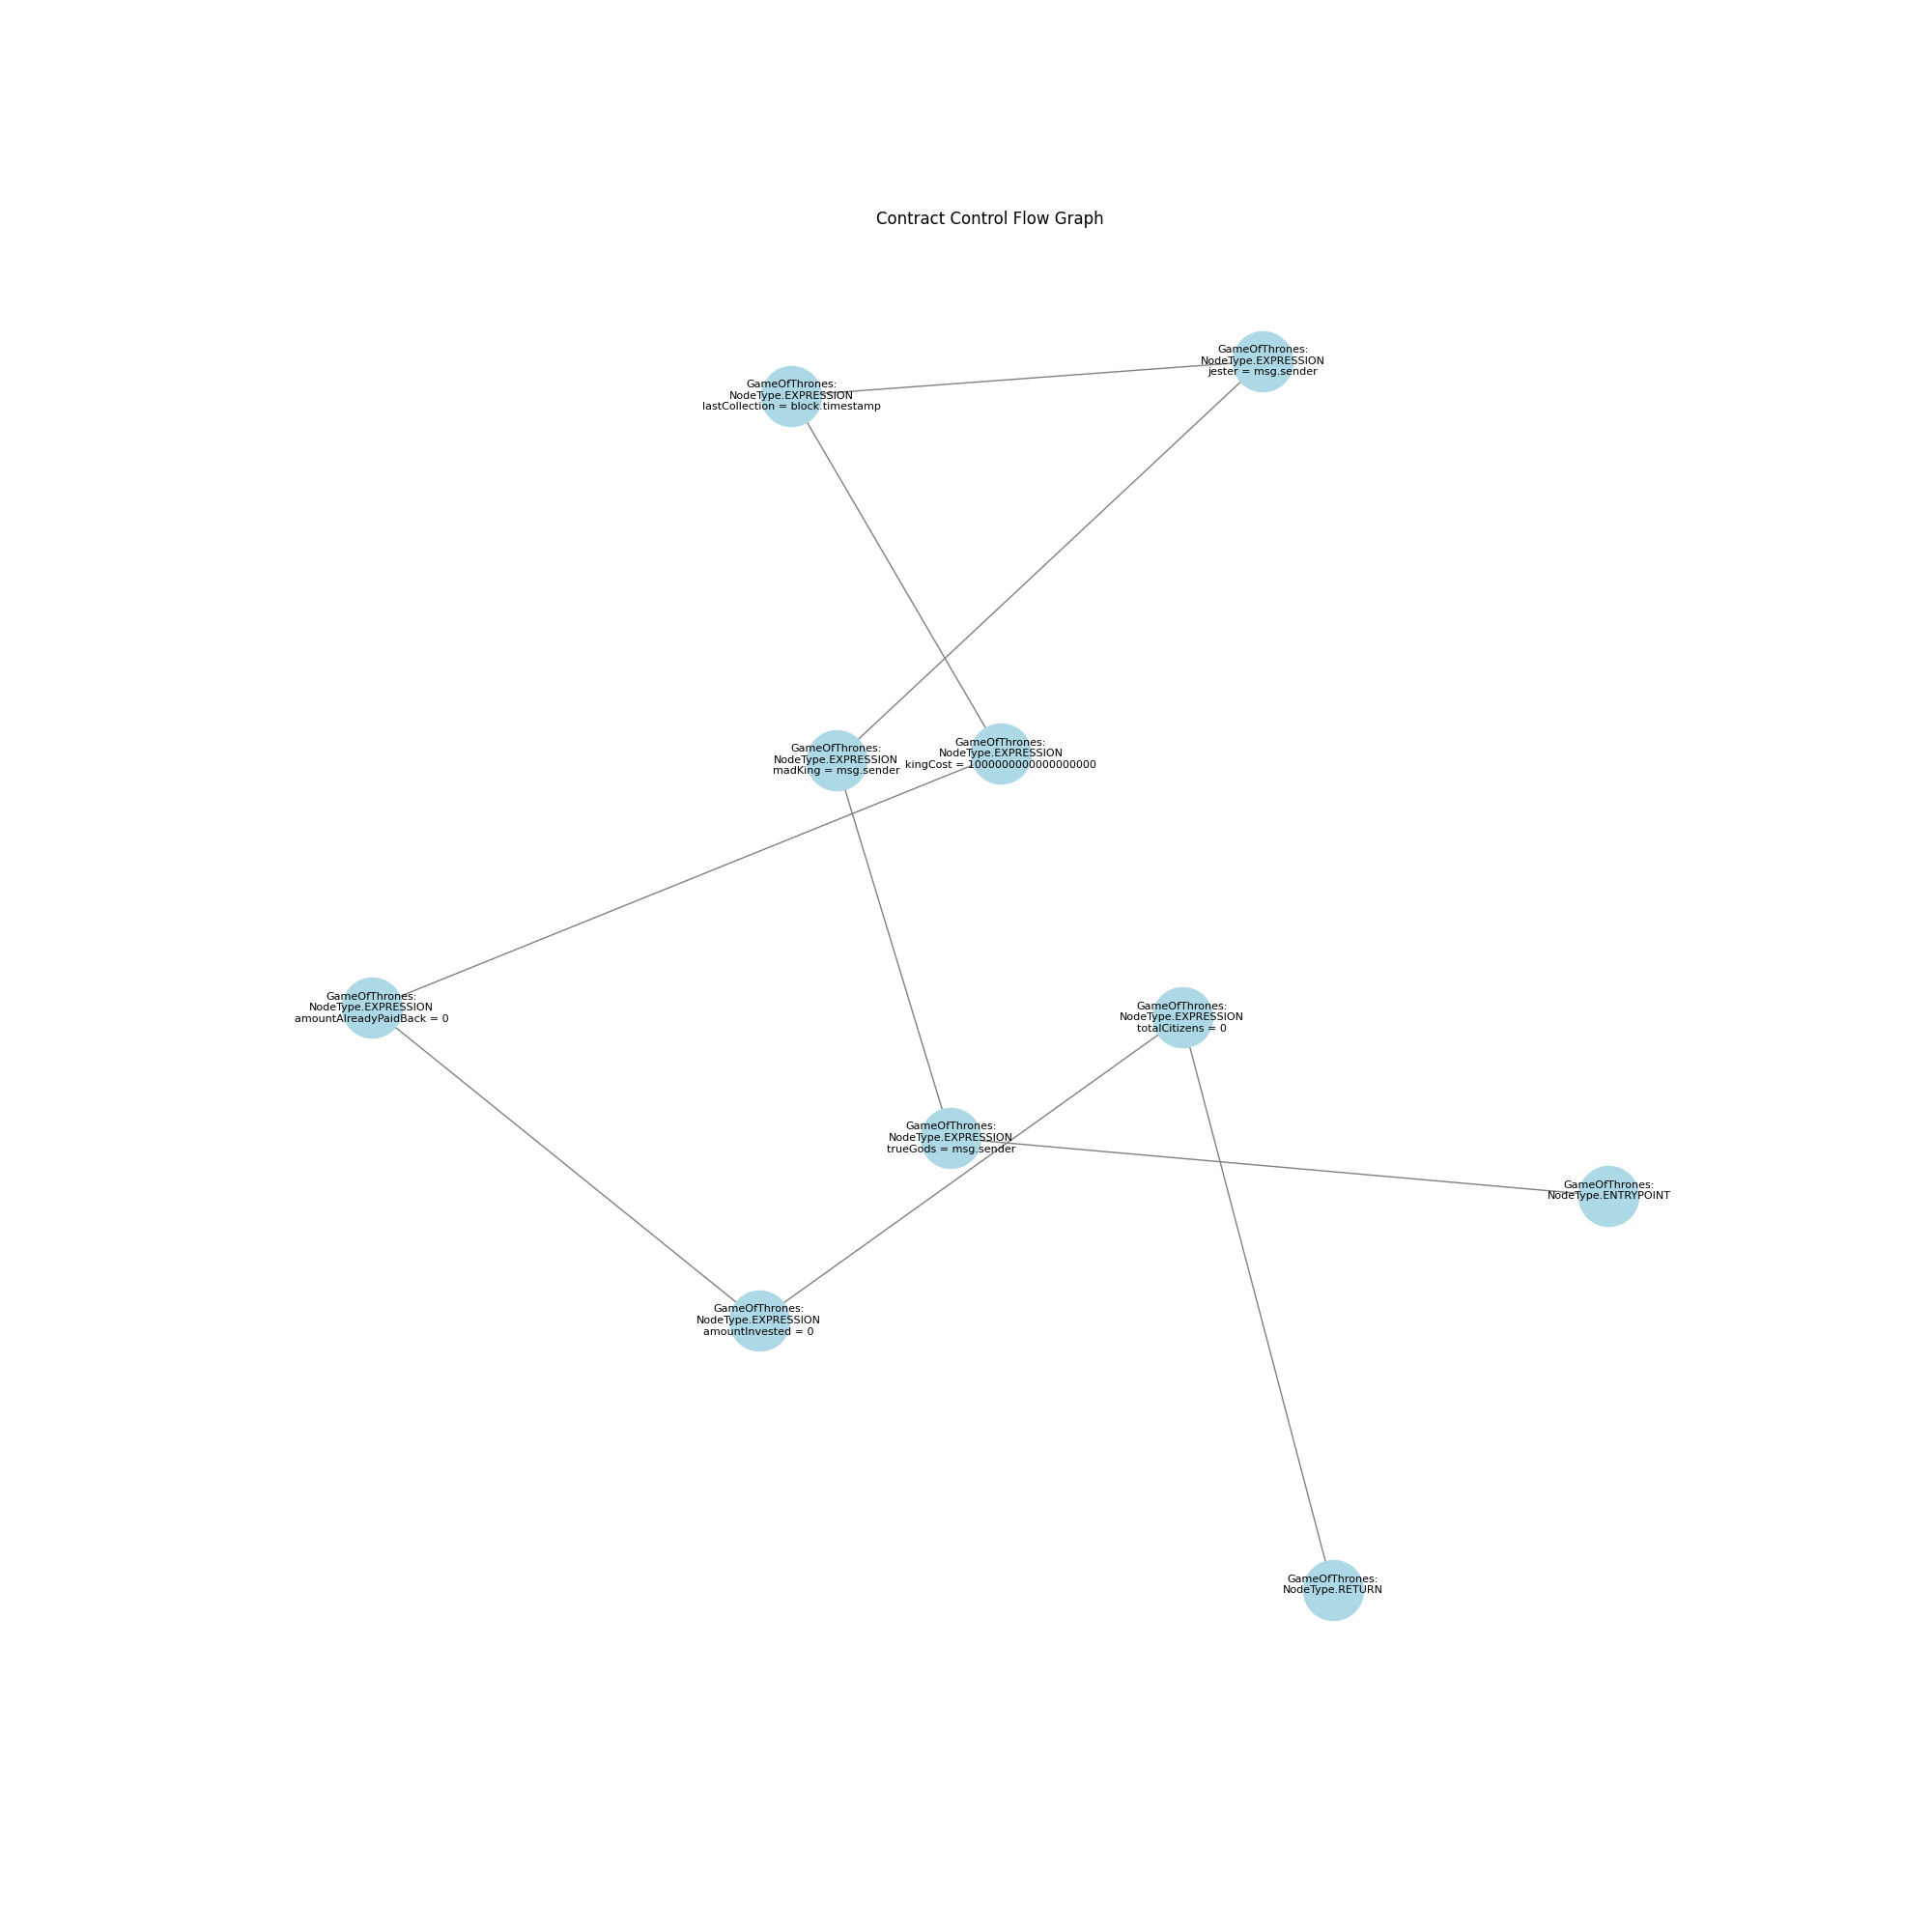 Contract Control Flow Graph
GameOfThrones:
NodeType.EXPRESSION
jester = msg.sender
GameOfThrones:
NodeType.EXPRESSION
lastCollection = block.timestamp
GameOfThrones:
NodeType.EXPRESSION
madKing = msg.sender
GameOfThrones:
NodeType.EXPRESSION
kingCost = 1000000000000000000
GameOfThrones:
NodeType.EXPRESSION
amountAlreadyPaidBack = 0
GameOfThrones:
NodeType.EXPRESSION
totalCitizens = 0
GameOfThrones:
NodeType.EXPRESSION
trueGods = msg.sender
GameOfThrones:
NodeType.ENTRYPOINT
GameOfThrones:
NodeType.EXPRESSION
amountInvested = 0
GameOfThrones:
NodeType.RETURN